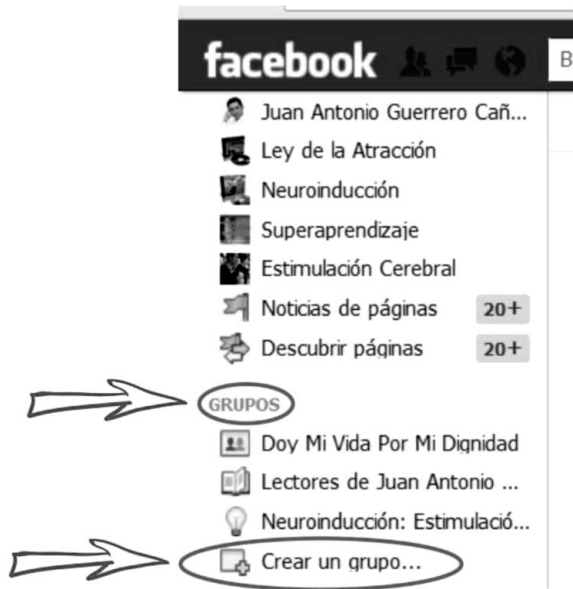 facebook
B
Juan Antonio Guerrero Cañ...
Ley de la Atracción
Neuroinducción
Superaprendizaje
Estimulación Cerebral
Noticias de páginas 20+
Descubrir páginas 20+
GRUPOS
Doy Mi Vida Por Mi Dignidad
Lectores de Juan Antonio ...
Neuroinducción: Estimulació...
Crear un grupo...